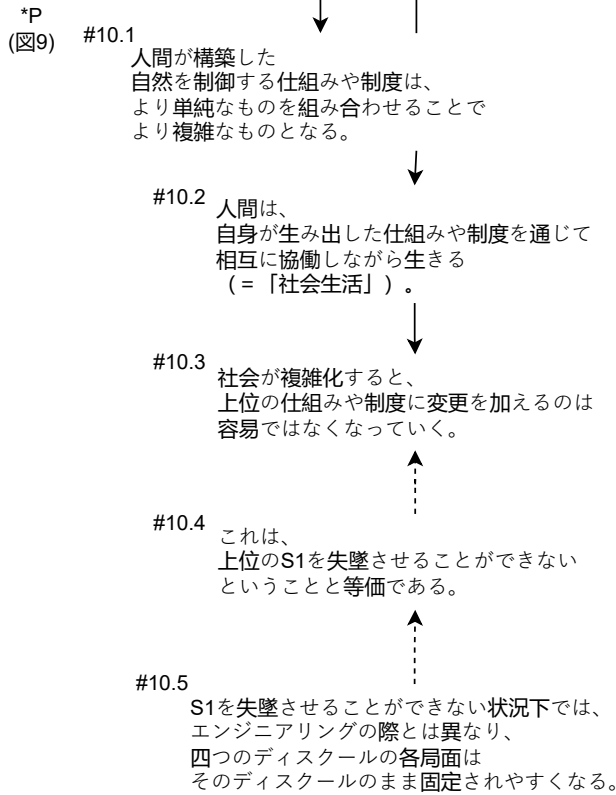 *P
(図9)
#10.1
人間が構築した
自然を制御する仕組みや制度は、
より単純なものを組み合わせることで
より複雑なものとなる。
#10.2
人間は、
自身が生み出した仕組みや制度を通じて
相互に協働しながら生きる
(=「社会生活」)。
#10.3
社会が複雑化すると、
上位の仕組みや制度に変更を加えるのは
容易ではなくなっていく。
#10.4
これは、
上位のS1を失墜させることができない
ということと等価である。
#10.5
S1を失墜させることができない状況下では、
エンジニアリングの際とは異なり、
四つのディスクールの各局面は
そのディスクールのまま固定されやすくなる。